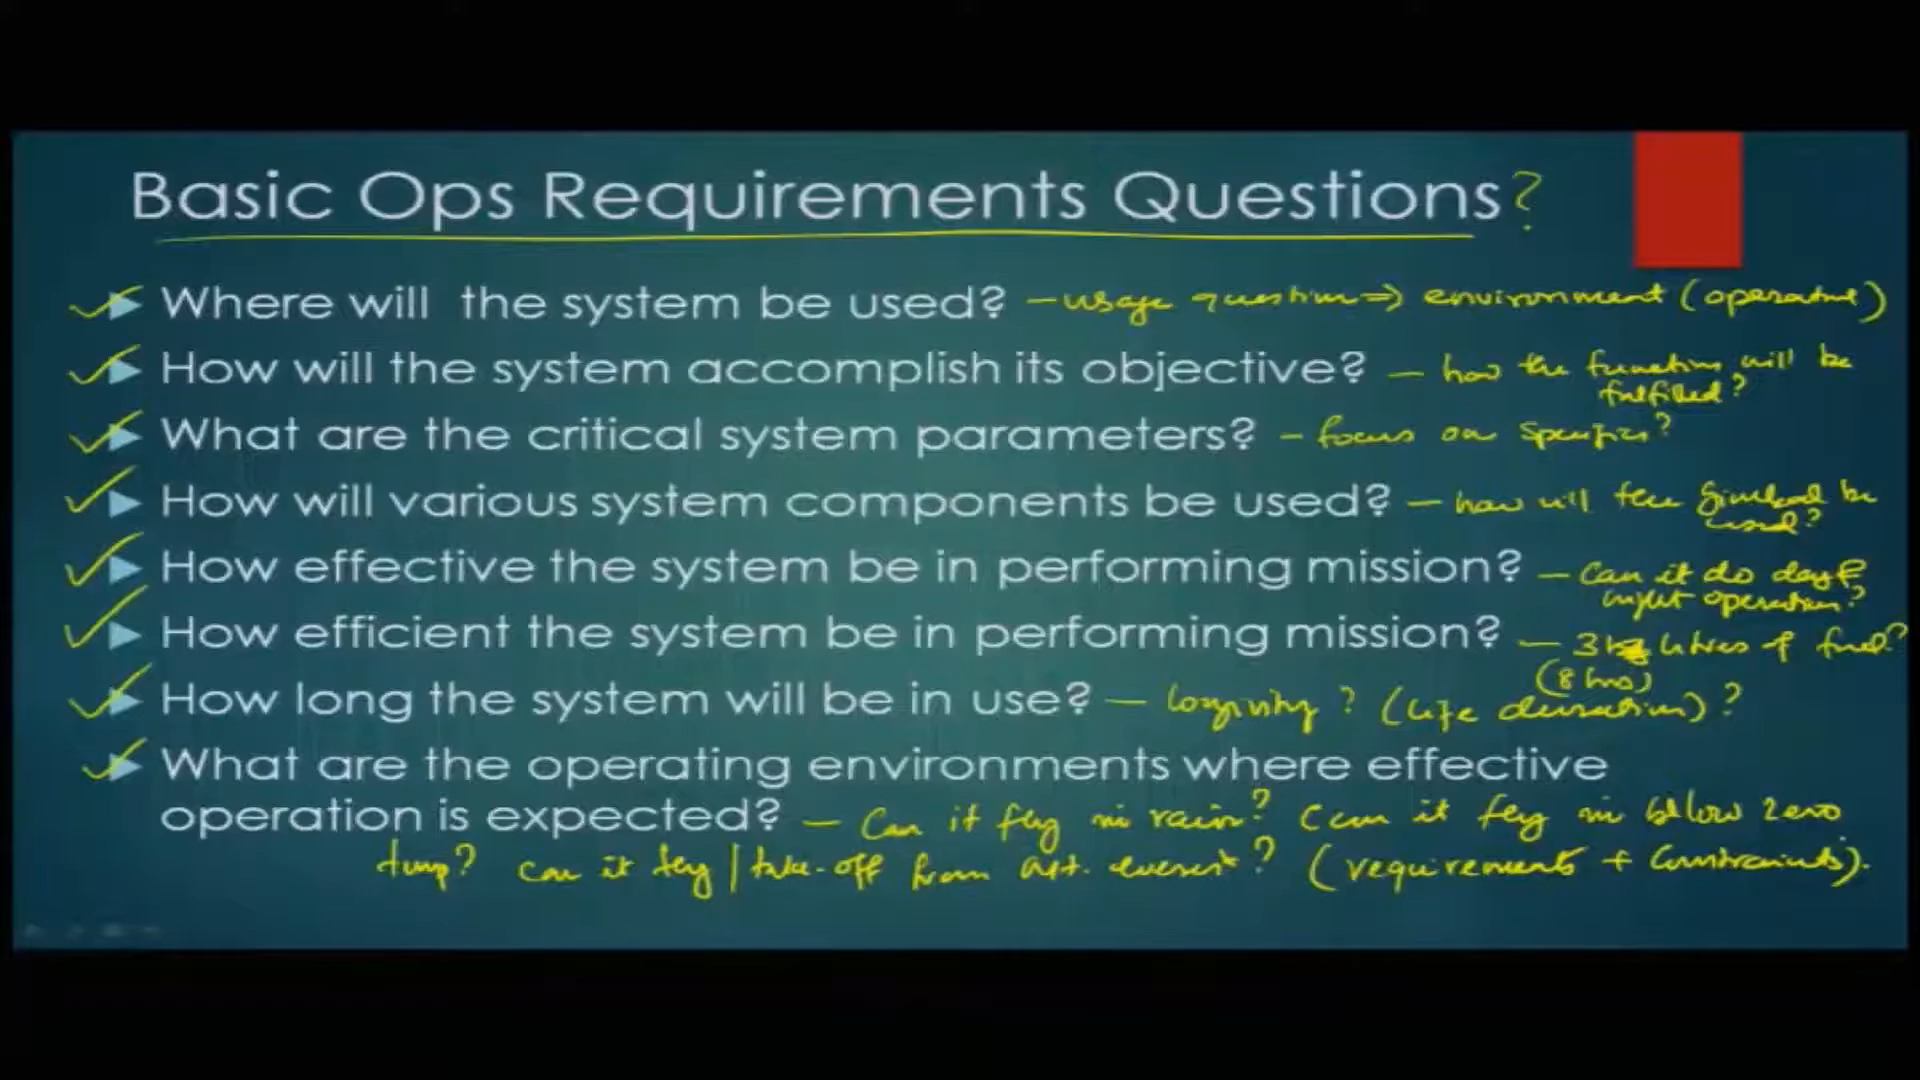 Basic Ops Requirements Questions?
Where will the system be used? – usage question ⇒ environment (operational)
How will the system accomplish its objective? – how the function will be
fulfilled?
What are the critical system parameters? – focus on specifics?
How will various system components be used? – how will the gimbal be
used?
How effective the system be in performing mission? – Can it do day &
night operation?
How efficient the system be in performing mission? – 3 litres of fuel?
(8 hrs)
How long the system will be in use? – longivity? (life duration)?
What are the operating environments where effective
operation is expected? – Can it fly in rain? Can it fly in below zero
temp? can it fly | take-off from mt. everest? (requirements + Constraints).